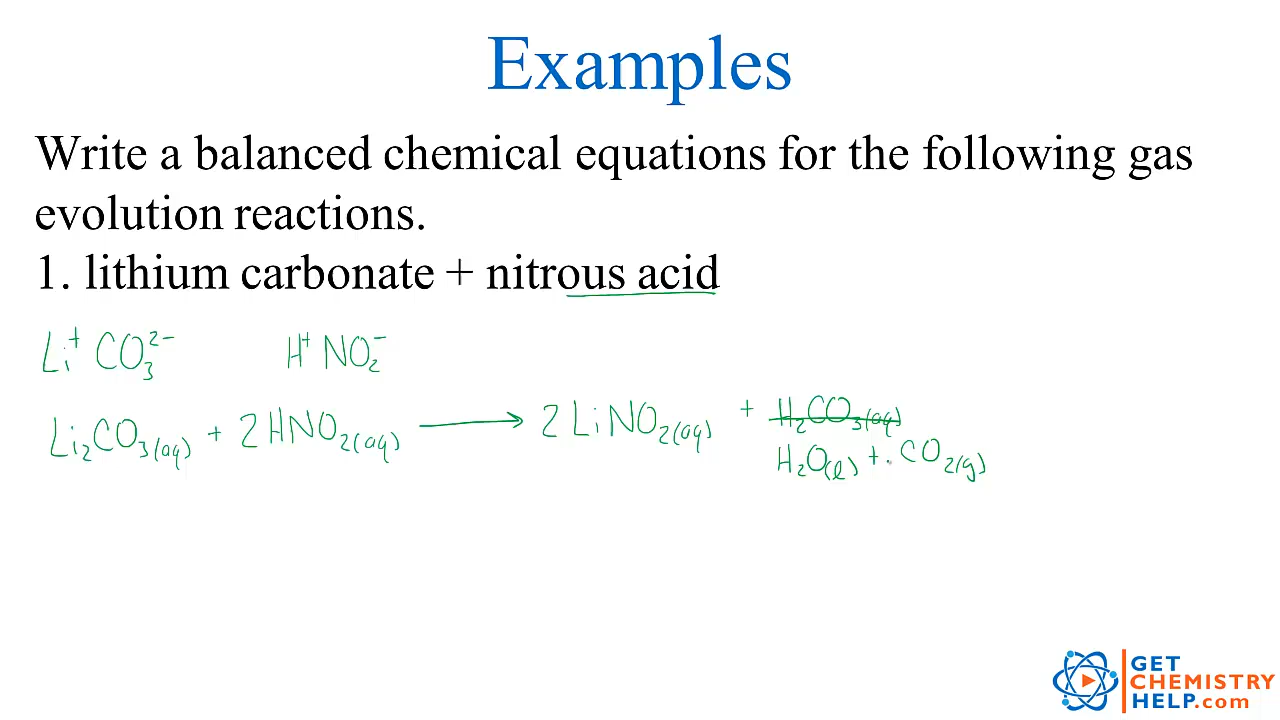 Examples
Write a balanced chemical equations for the following gas
evolution reactions.
1. lithium carbonate + nitrous acid
Li⁺ CO₃²⁻ H⁺ NO₂⁻
Li₂CO₃(aq) + 2HNO₂(aq) ⟶ 2LiNO₂(aq) + H₂CO₃(aq)
H₂O(l) + CO₂(g)
GET
CHEMISTRY
HELP.com